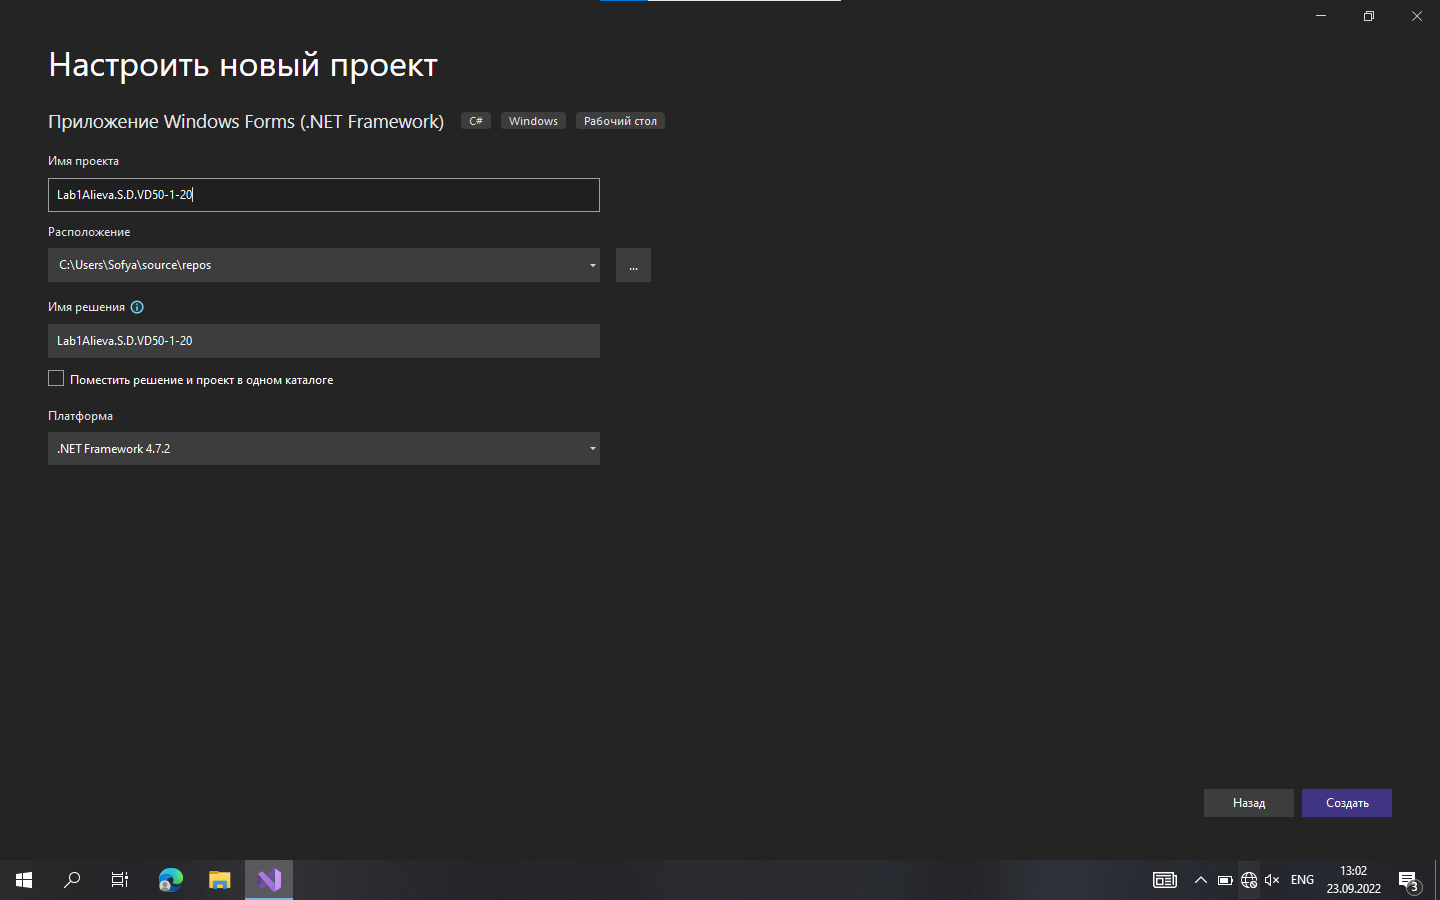 Настроить новый проект
Приложение Windows Forms (.NET Framework) C# Windows Рабочий стол
Имя проекта
Lab1Alieva.S.D.VD50-1-20
Расположение
C:\Users\Sofya\source\repos
...
Имя решения
Lab1Alieva.S.D.VD50-1-20
Поместить решение и проект в одном каталоге
Платформа
.NET Framework 4.7.2
Назад Создать
ENG 13:02
23.09.2022
3